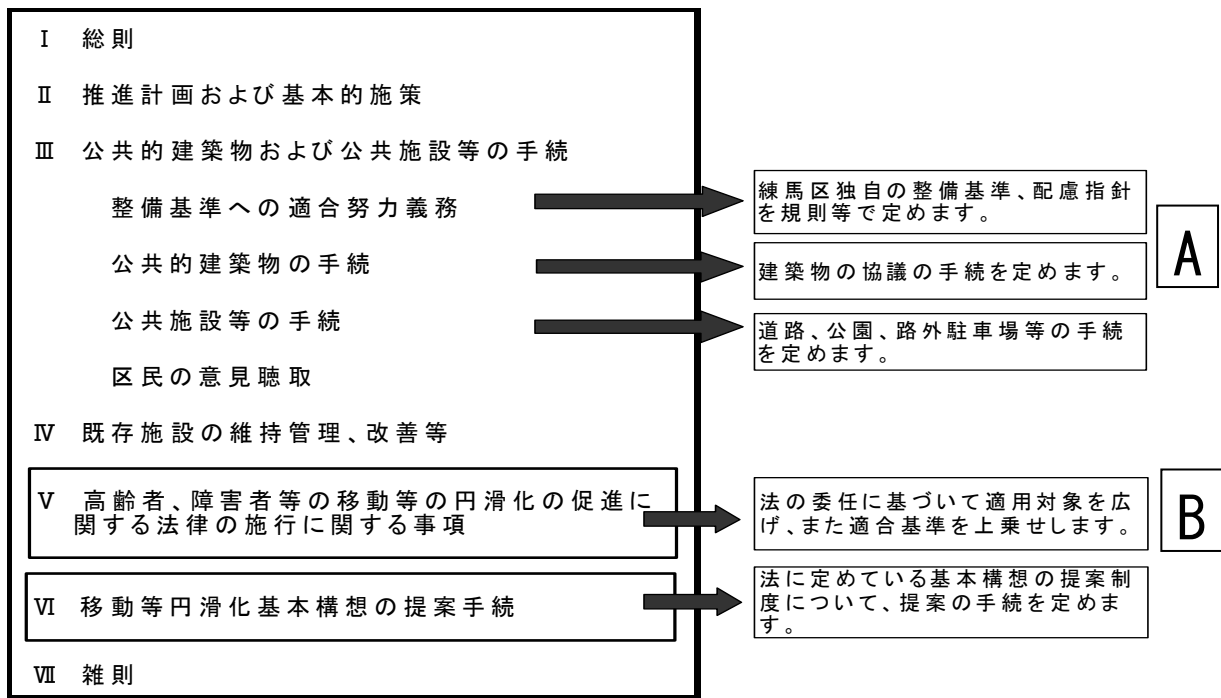 Ⅰ 総則
Ⅱ 推進計画および基本的施策
Ⅲ 公共的建築物および公共施設等の手続
整備基準への適合努力義務
練馬区独自の整備基準、配慮指針
を規則等で定めます。
A
公共的建築物の手続
建築物の協議の手続を定めます。
公共施設等の手続
道路、公園、路外駐車場等の手続
を定めます。
区民の意見聴取
Ⅳ 既存施設の維持管理、改善等
Ⅴ 高齢者、障害者等の移動等の円滑化の促進に
関する法律の施行に関する事項
法の委任に基づいて適用対象を広
げ、また適合基準を上乗せします。
B
Ⅵ 移動等円滑化基本構想の提案手続
法に定めている基本構想の提案制
度について、提案の手続を定めま
す。
Ⅶ 雑則